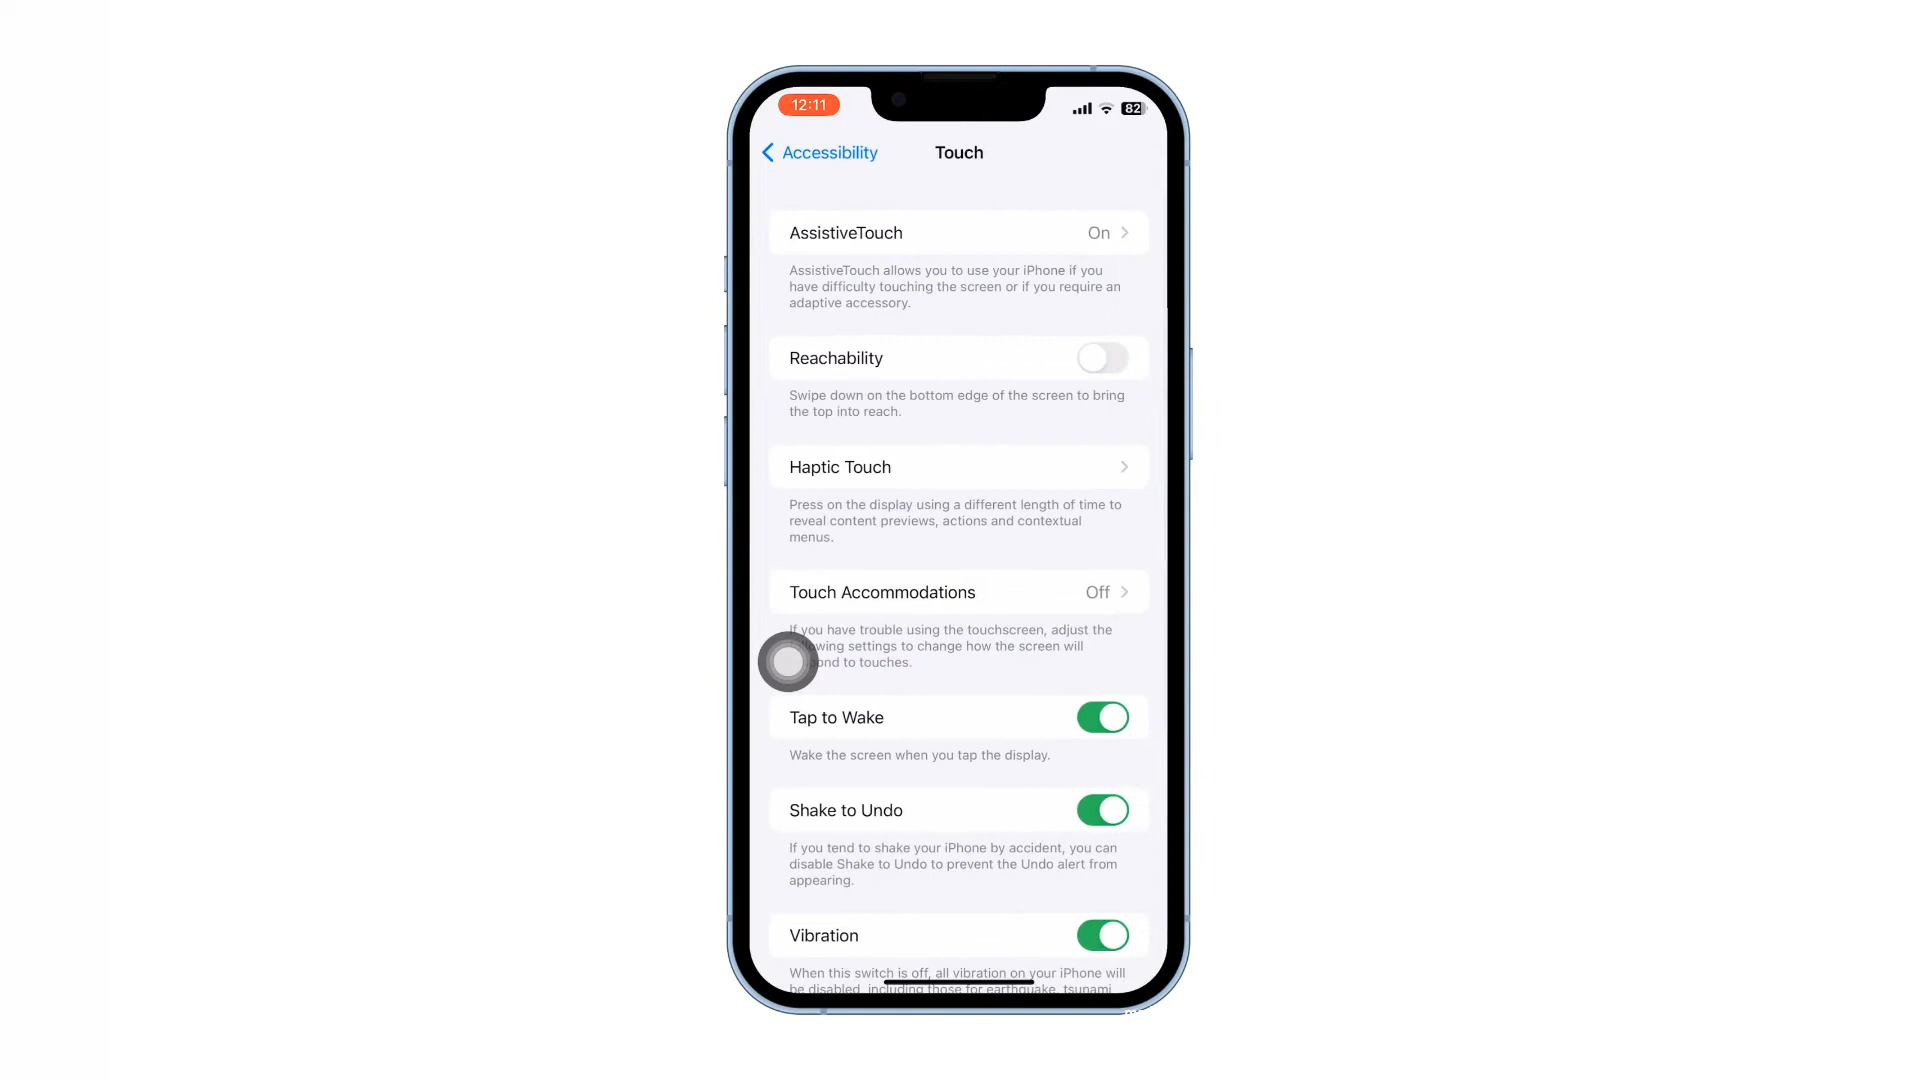 12:11
82
Accessibility
Touch
AssistiveTouch On
AssistiveTouch allows you to use your iPhone if you
have difficulty touching the screen or if you require an
adaptive accessory.
Reachability
Swipe down on the bottom edge of the screen to bring
the top into reach.
Haptic Touch
Press on the display using a different length of time to
reveal content previews, actions and contextual
menus.
Touch Accommodations Off
If you have trouble using the touchscreen, adjust the
settings to change how the screen will
to touches.
Tap to Wake
Wake the screen when you tap the display.
Shake to Undo
If you tend to shake your iPhone by accident, you can
disable Shake to Undo to prevent the Undo alert from
appearing.
Vibration
When this switch is off, all vibration on your iPhone will
be disabled, including those for earthquake, tsunami